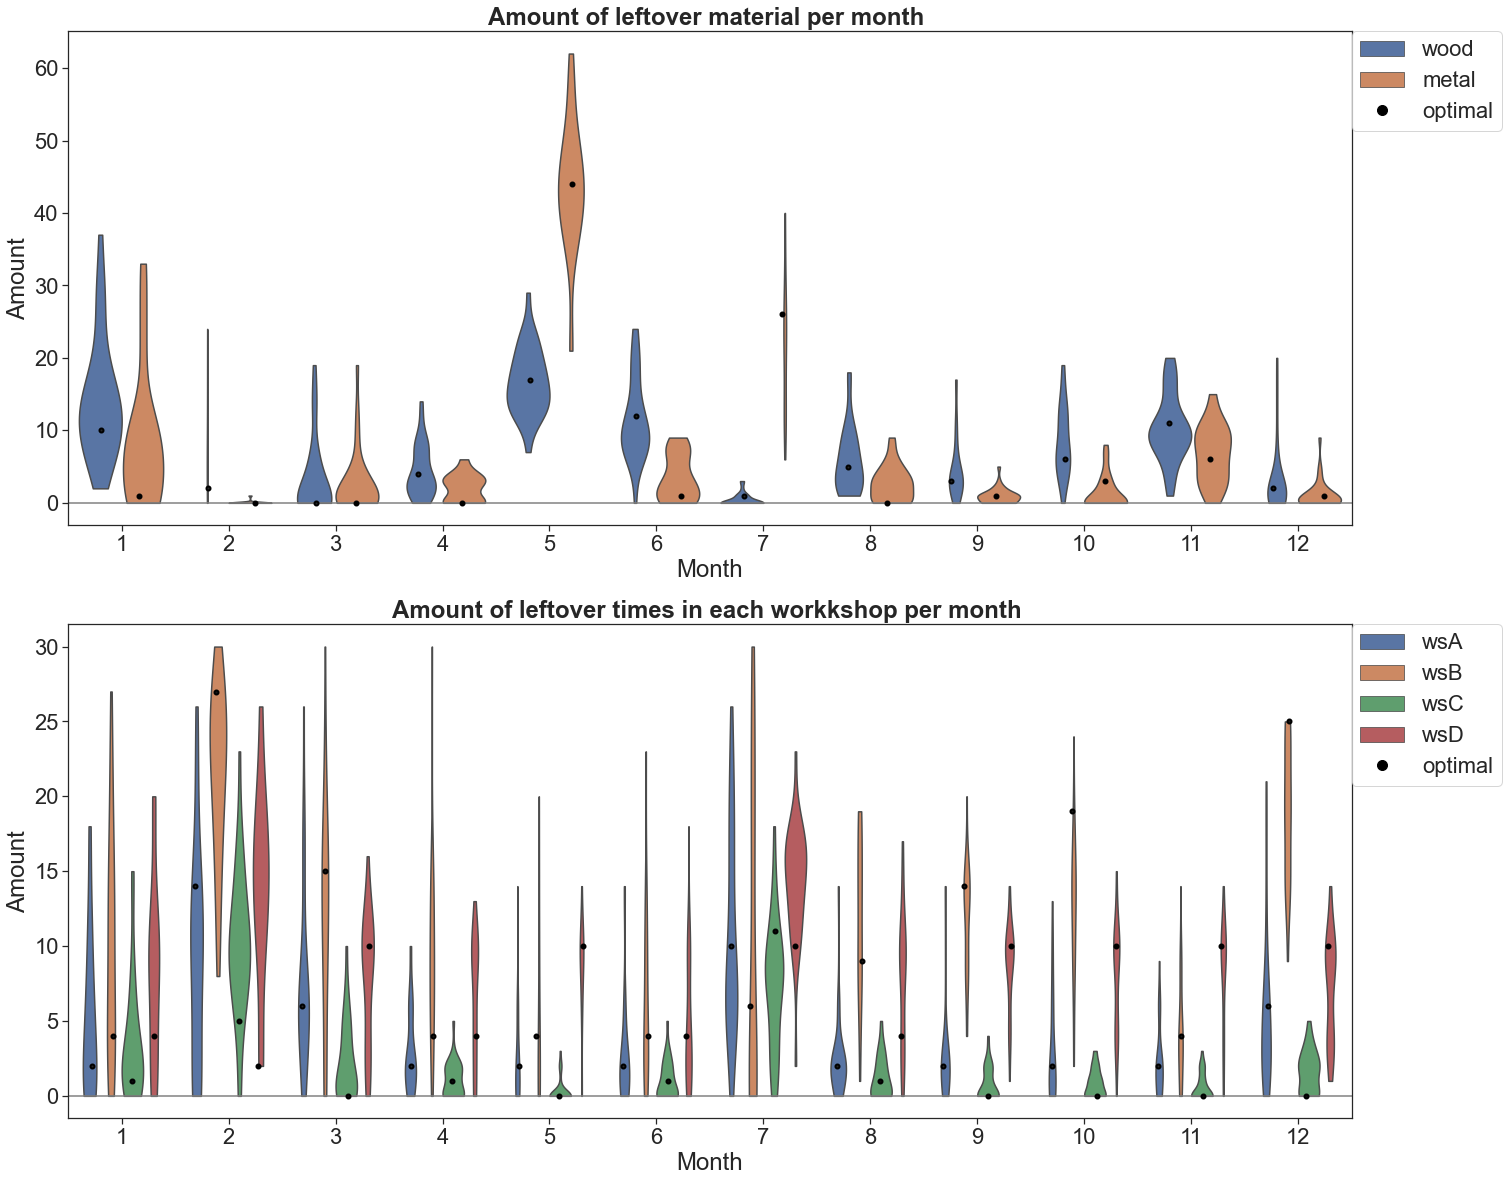 Amount of leftover material per month
60
50
40
30
20
10
0
Amount
1 2 3 4 5 6 7 8 9 10 11 12
Month
wood
metal
optimal
Amount of leftover times in each workkshop per month
30
25
20
15
10
5
0
Amount
1 2 3 4 5 6 7 8 9 10 11 12
Month
wsA
wsB
wsC
wsD
optimal